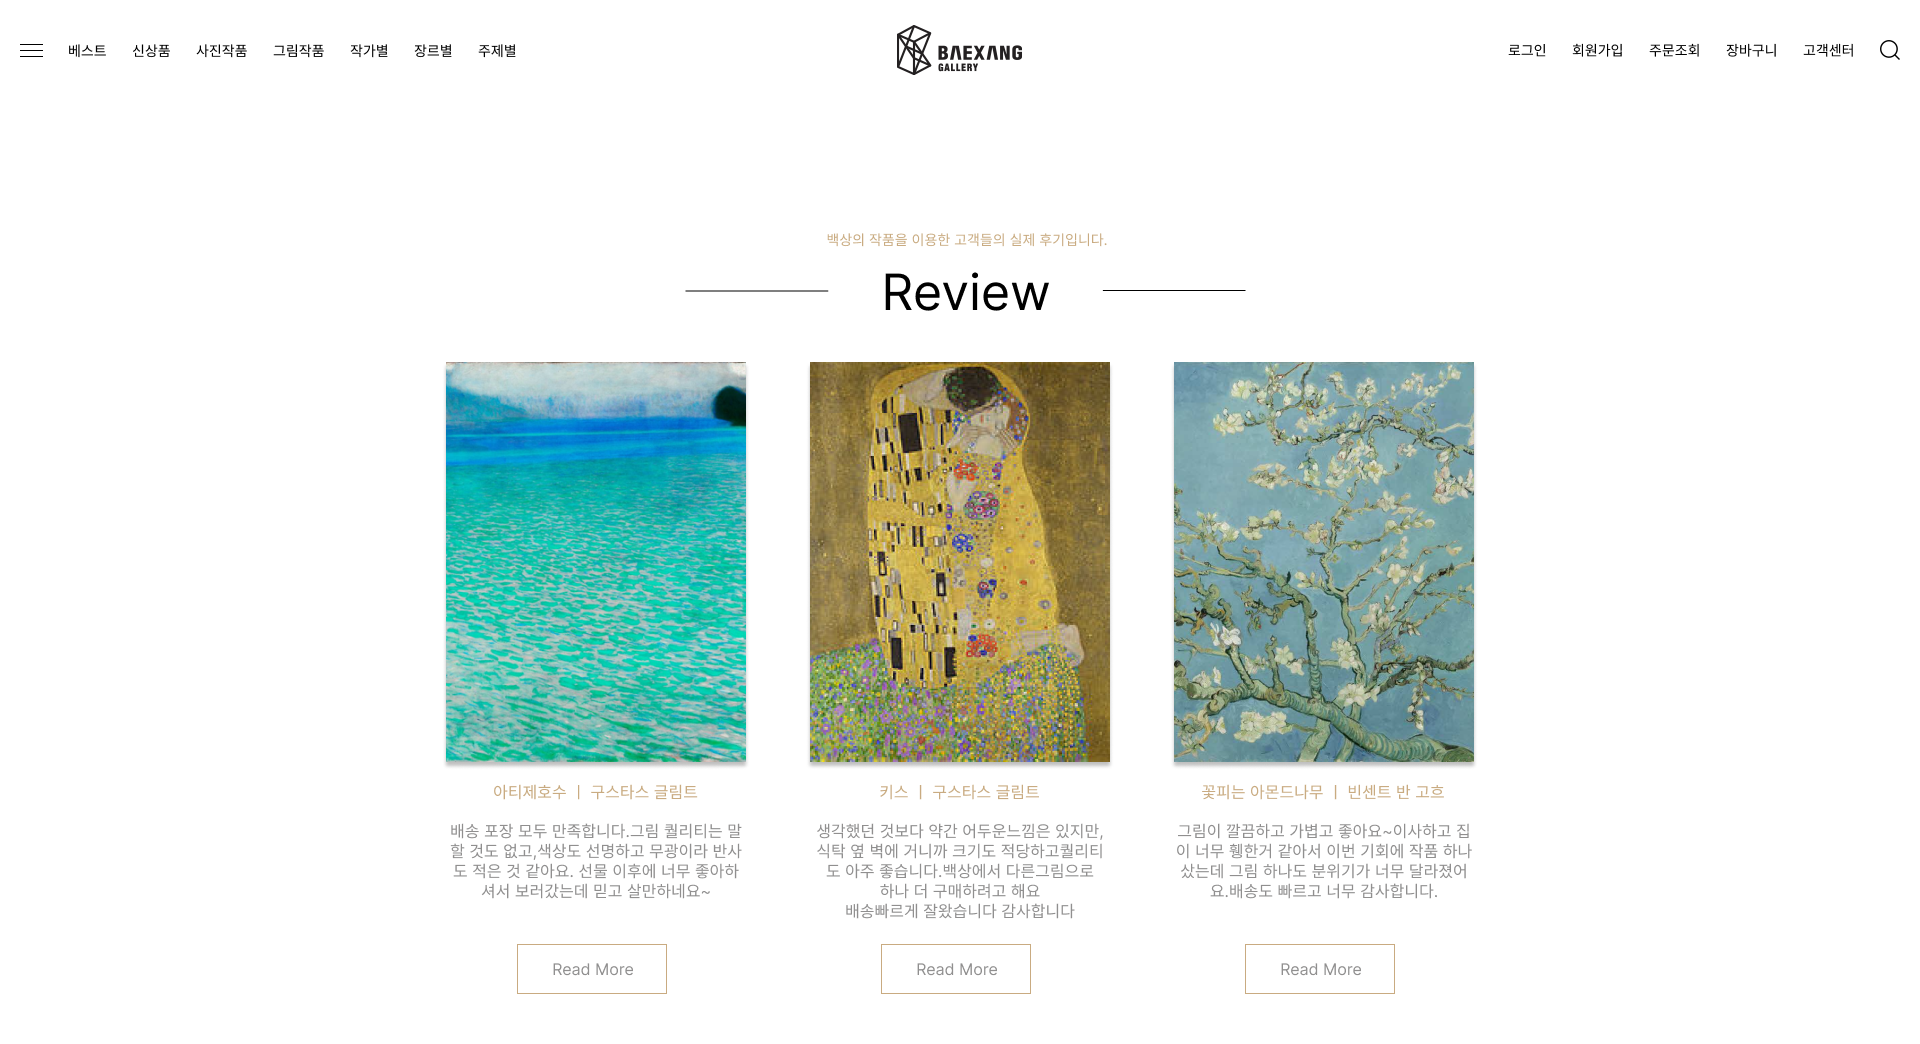 베스트 신상품 사진작품 그림작품 작가별 장르별 주제별
BAEXANG
GALLERY
로그인 회원가입 주문조회 장바구니 고객센터
백상의 작품을 이용한 고객들의 실제 후기입니다.
Review
아티제호수 ㅣ 구스타스 글림트
배송 포장 모두 만족합니다.그림 퀄리티는 말
할 것도 없고,색상도 선명하고 무광이라 반사
도 적은 것 같아요. 선물 이후에 너무 좋아하
셔서 보러갔는데 믿고 살만하네요~
Read More
키스 ㅣ 구스타스 글림트
생각했던 것보다 약간 어두운느낌은 있지만,
식탁 옆 벽에 거니까 크기도 적당하고퀄리티
도 아주 좋습니다.백상에서 다른그림으로
하나 더 구매하려고 해요
배송빠르게 잘왔습니다 감사합니다
Read More
꽃피는 아몬드나무 ㅣ 빈센트 반 고흐
그림이 깔끔하고 가볍고 좋아요~이사하고 집
이 너무 휑한거 같아서 이번 기회에 작품 하나
샀는데 그림 하나도 분위기가 너무 달라졌어
요.배송도 빠르고 너무 감사합니다.
Read More